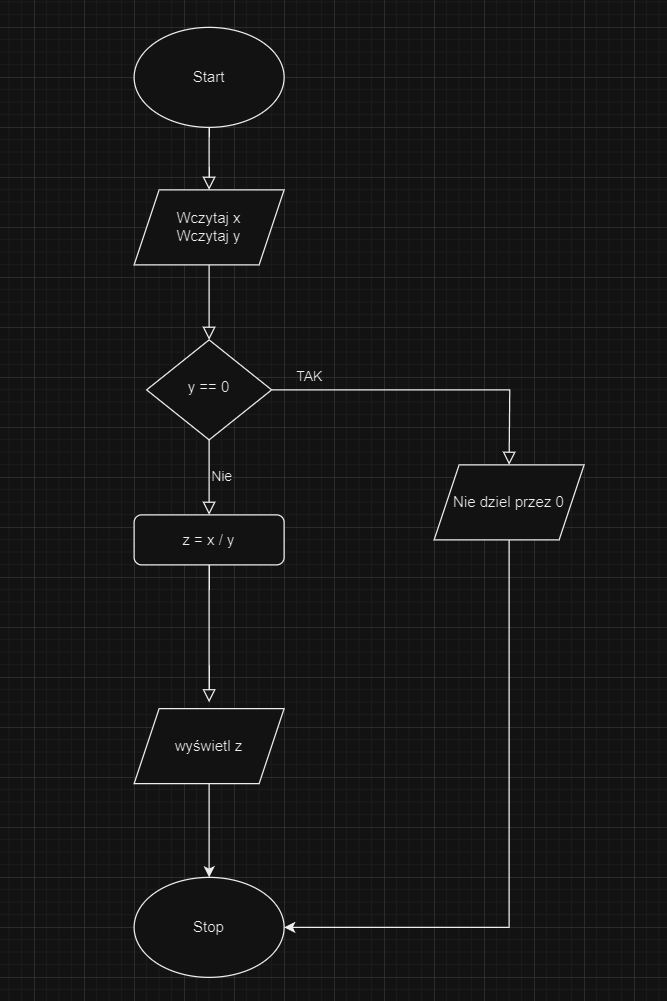 Start
Wczytaj x
Wczytaj y
y == 0
TAK
Nie
Nie dziel przez 0
z = x / y
wyświetl z
Stop